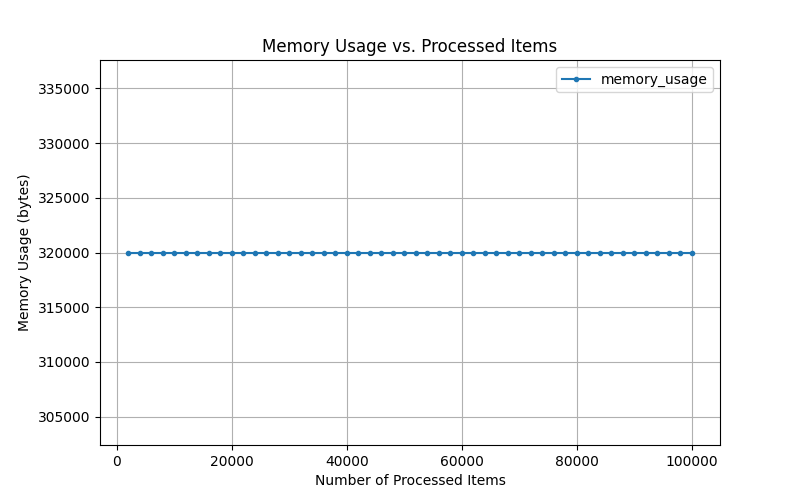 Memory Usage vs. Processed Items
memory_usage
Memory Usage (bytes)
335000
330000
325000
320000
315000
310000
305000
0 20000 40000 60000 80000 100000
Number of Processed Items